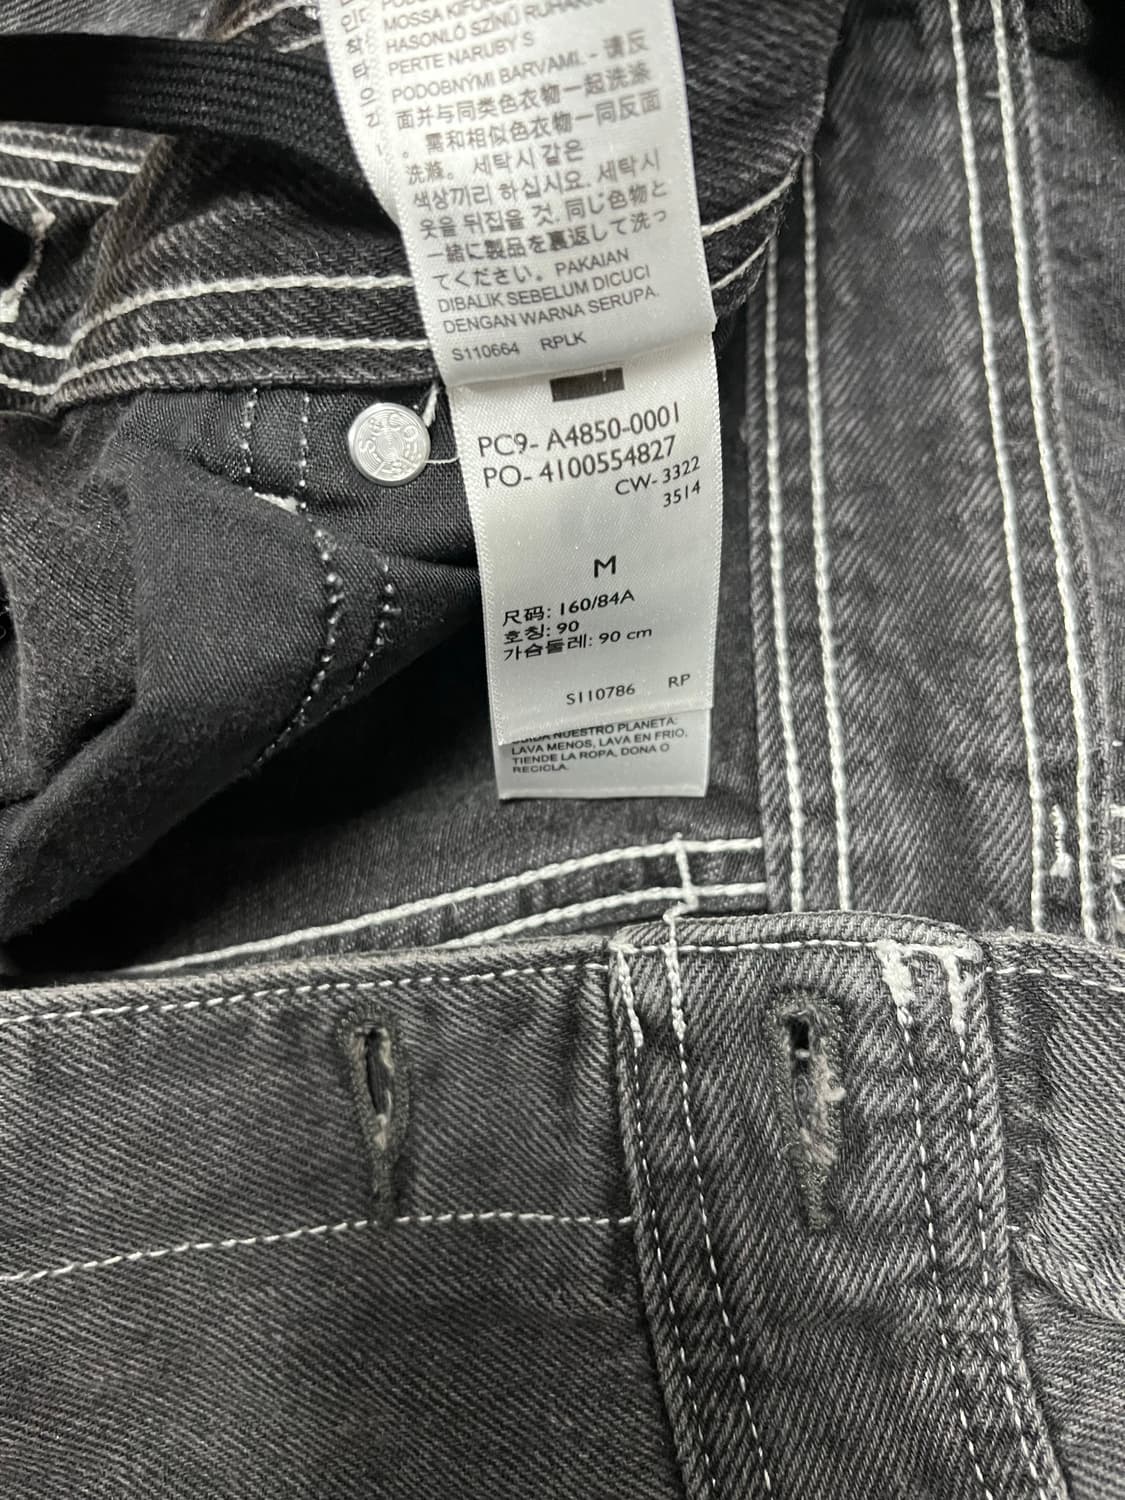 MOSSA KIFOR
HASONLÓ SZÍNŰ RUHÁK
PERTE NARUBY S
PODOBNÝMI BARVAMI. - 请反
面并与同类色衣物一起洗涤
。需和相似色衣物一同反面
洗滌。세탁시 같은
색상끼리 하십시요. 세탁시
옷을 뒤집을 것. 同じ色物と
一緒に製品を裏返して洗っ
てください。PAKAIAN
DIBALIK SEBELUM DICUCI
DENGAN WARNA SERUPA.
S110664 RPLK
PC9- A4850-0001
PO- 4100554827
CW- 3322
3514
M
尺码: 160/84A
호칭: 90
가슴둘레: 90 cm
S110786 RP
CUIDA NUESTRO PLANETA:
LAVA MENOS, LAVA EN FRIO,
TIENDE LA ROPA, DONA O
RECICLA.